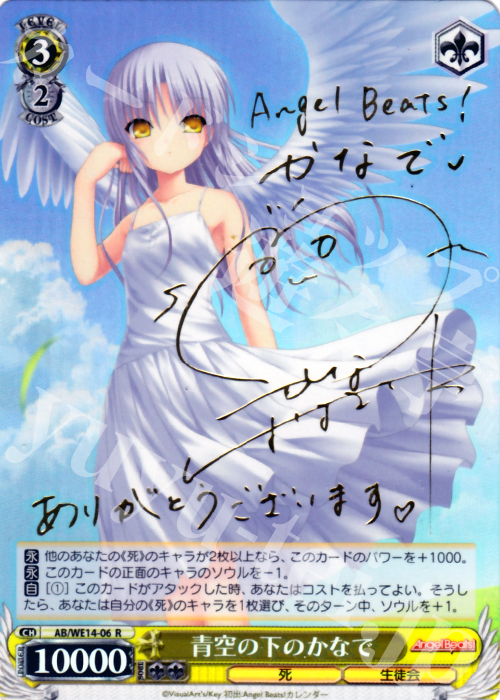 LEVEL
3
2
COST
Angel Beats!
かなで♥
ありがとうございます♡
永 他のあなたの《死》のキャラが2枚以上なら、このカードのパワーを+1000。
永 このカードの正面のキャラのソウルを-1。
自 [①] このカードがアタックした時、あなたはコストを払ってよい。そうし
たら、あなたは自分の《死》のキャラを1枚選び、そのターン中、ソウルを+1。
CH AB/WE14-06 R
POWER
10000
SOUL
青空の下のかなで
Angel Beats!
死 生徒会
©VisualArt's/Key 初出:Angel Beats!カレンダー